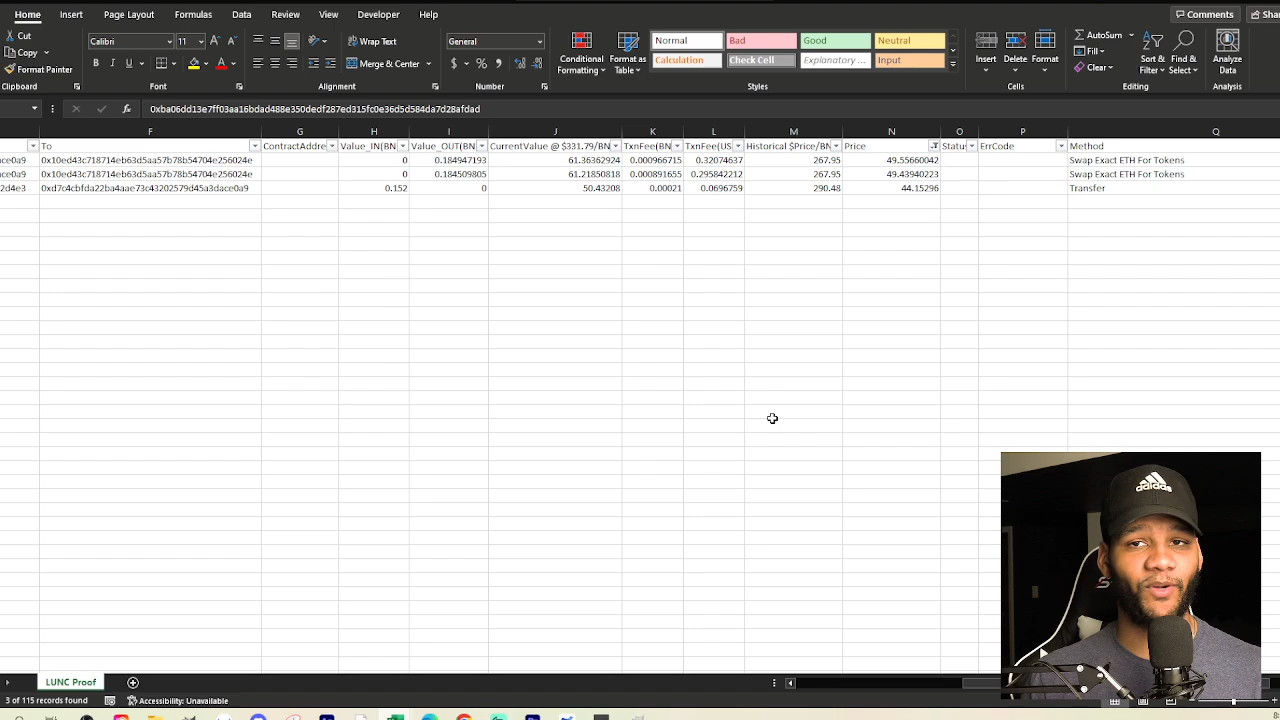 Home Insert Page Layout Formulas Data Review View Developer Help Comments Shar
Cut Calibri 11 A A Wrap Text General Normal Bad Good Neutral AutoSum
Copy Conditional Format as Calculation Check Cell Explanatory ... Input Insert Delete Format Fill Sort & Find & Analyze
Format Painter B I U Merge & Center $ % Formatting Table Clear Filter Select Data
Clipboard Font Alignment Number Styles Cells Editing Analysis
fx 0xba06dd13e7ff03aa16bdad488e350dedf287ed315fc0e36d5d584da7d28afdad
F G H I J K L M N O P Q
To ContractAddre Value_IN(BN Value_OUT(BN CurrentValue @ $331.79/BN TxnFee(BN TxnFee(US Historical $Price/BN Price Status ErrCode Method
ce0a9 0x10ed43c718714eb63d5aa57b78b54704e256024e 0 0.184947193 61.36362924 0.000966715 0.32074637 267.95 49.55660042 Swap Exact ETH For Tokens
ce0a9 0x10ed43c718714eb63d5aa57b78b54704e256024e 0 0.184509805 61.21850818 0.000891655 0.295842212 267.95 49.43940223 Swap Exact ETH For Tokens
2d4e3 0xd7c4cbfda22ba4aae73c43202579d45a3dace0a9 0.152 0 50.43208 0.00021 0.0696759 290.48 44.15296 Transfer
adidas
LUNC Proof
3 of 115 records found Accessibility: Unavailable